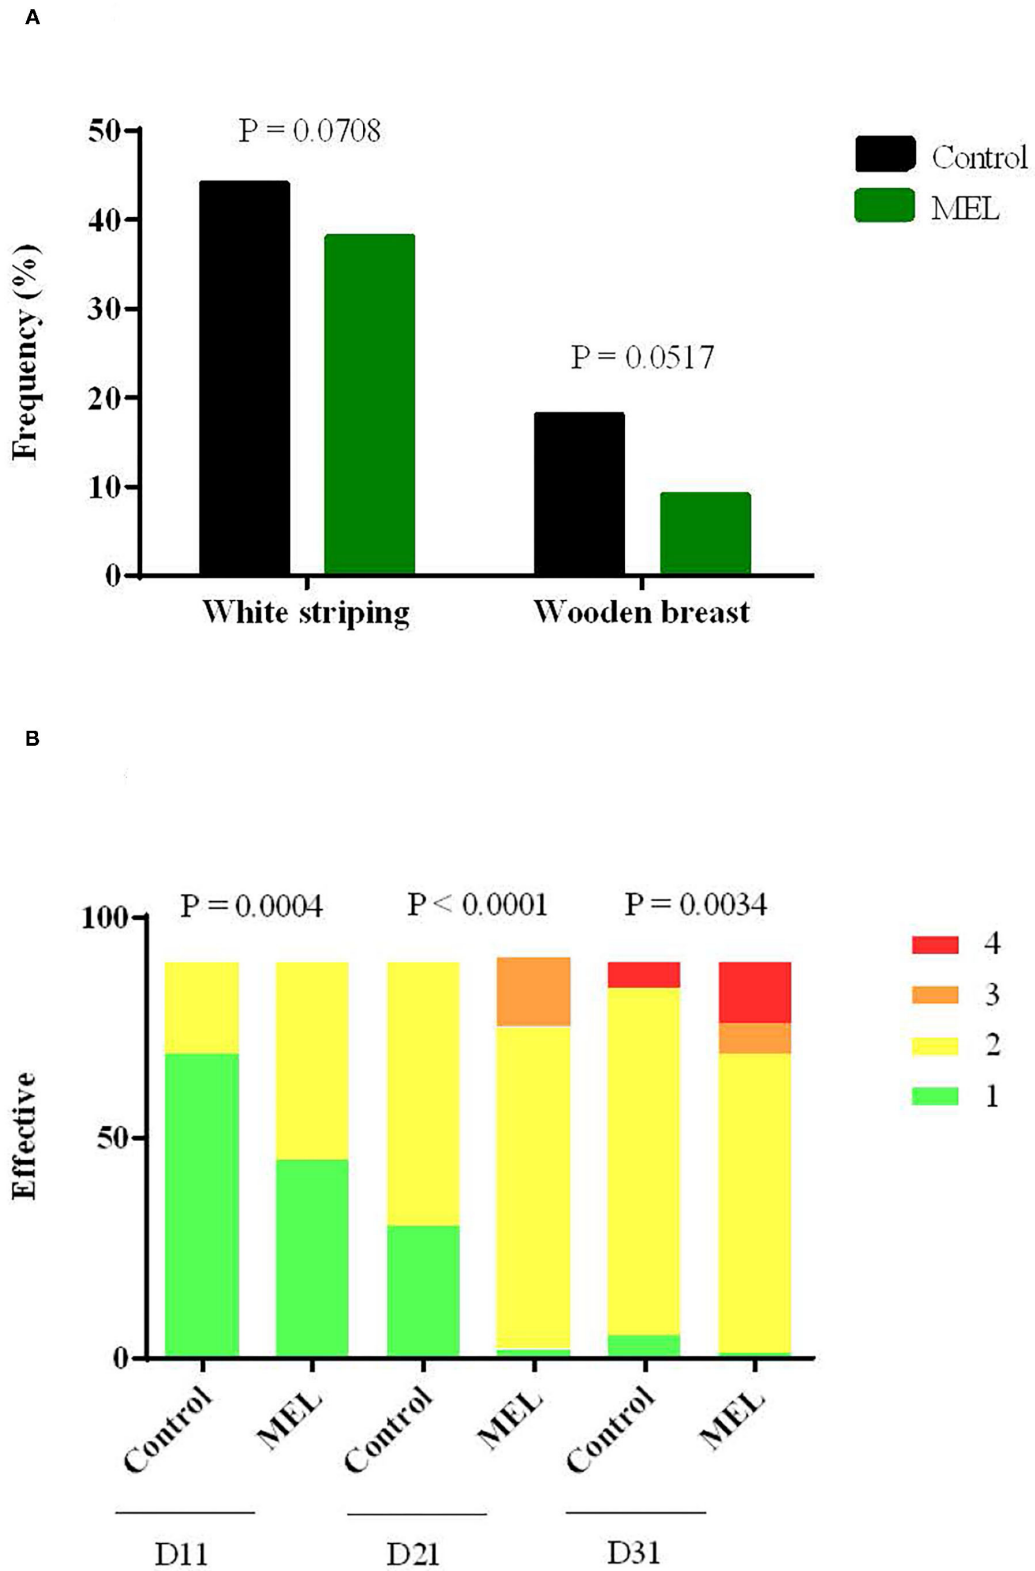 A
P = 0.0708
50
40
30
20
10
0
Frequency (%)
Control
MEL
P = 0.0517
White striping
Wooden breast
B
P = 0.0004
P < 0.0001
P = 0.0034
100
50
0
Effective
4
3
2
1
Control
MEL
Control
MEL
Control
MEL
D11
D21
D31